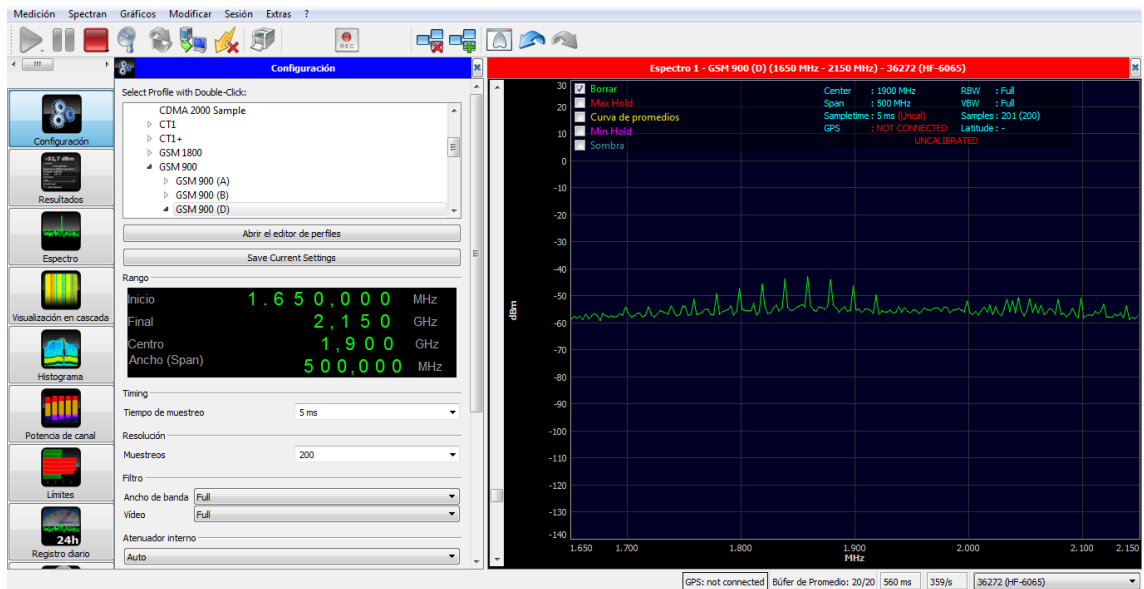 Medición Spectran Gráficos Modificar Sesión Extras ?
REC
Configuración
Resultados
Espectro
Visualización en cascada
Histograma
Potencia de canal
Límites
24h
Registro diario
Configuración
Select Profile with Double-Click:
CDMA 2000 Sample
CT1
CT1+
GSM 1800
GSM 900
GSM 900 (A)
GSM 900 (B)
GSM 900 (D)
Abrir el editor de perfiles
Save Current Settings
Rango
Inicio 1.650,000 MHz
Final 2,150 GHz
Centro 1,900 GHz
Ancho (Span) 500,000 MHz
Timing
Tiempo de muestreo 5 ms
Resolución
Muestreos 200
Filtro
Ancho de banda Full
Vídeo Full
Atenuador interno
Auto
Espectro 1 - GSM 900 (D) (1650 MHz - 2150 MHz) - 36272 (HF-6065)
Borrar
Max Hold
Curva de promedios
Min Hold
Sombra
Center : 1900 MHz RBW : Full
Span : 500 MHz VBW : Full
Sampletime : 5 ms (Uncal) Samples : 201 (200)
GPS : NOT CONNECTED Latitude : -
UNCALIBRATED
30
20
10
0
-10
-20
-30
-40
-50
-60
-70
-80
-90
-100
-110
-120
-130
-140
dBm
1.650 1.700 1.800 1.900 2.000 2.100 2.150
MHz
GPS: not connected Búfer de Promedio: 20/20 560 ms 359/s 36272 (HF-6065)